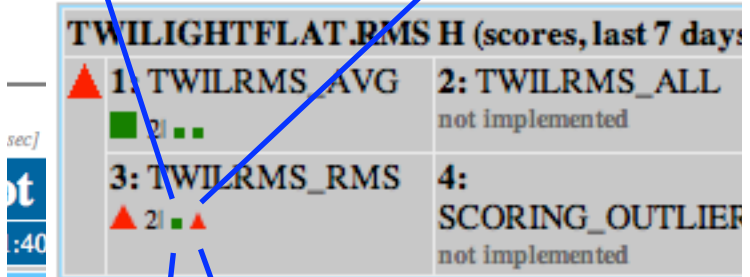 TWILIGHTFLAT.RMS H (scores, last 7 days
1: TWILRMS_AVG
2|
2: TWILRMS_ALL
not implemented
3: TWILRMS_RMS
2|
4:
SCORING_OUTLIER
not implemented
sec]
ot
1:40